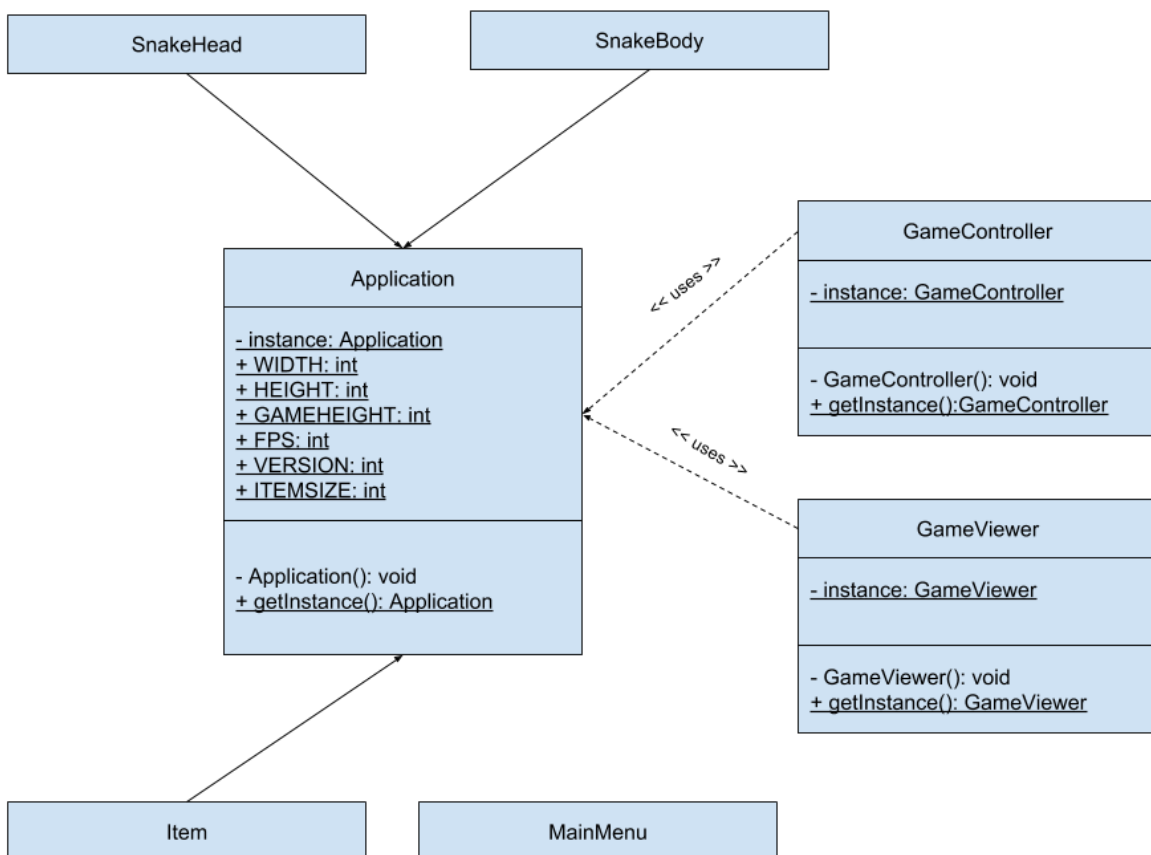 SnakeHead
SnakeBody
Application
- instance: Application
+ WIDTH: int
+ HEIGHT: int
+ GAMEHEIGHT: int
+ FPS: int
+ VERSION: int
+ ITEMSIZE: int
- Application(): void
+ getInstance(): Application
<< uses >>
<< uses >>
GameController
- instance: GameController
- GameController(): void
+ getInstance():GameController
GameViewer
- instance: GameViewer
- GameViewer(): void
+ getInstance(): GameViewer
Item
MainMenu